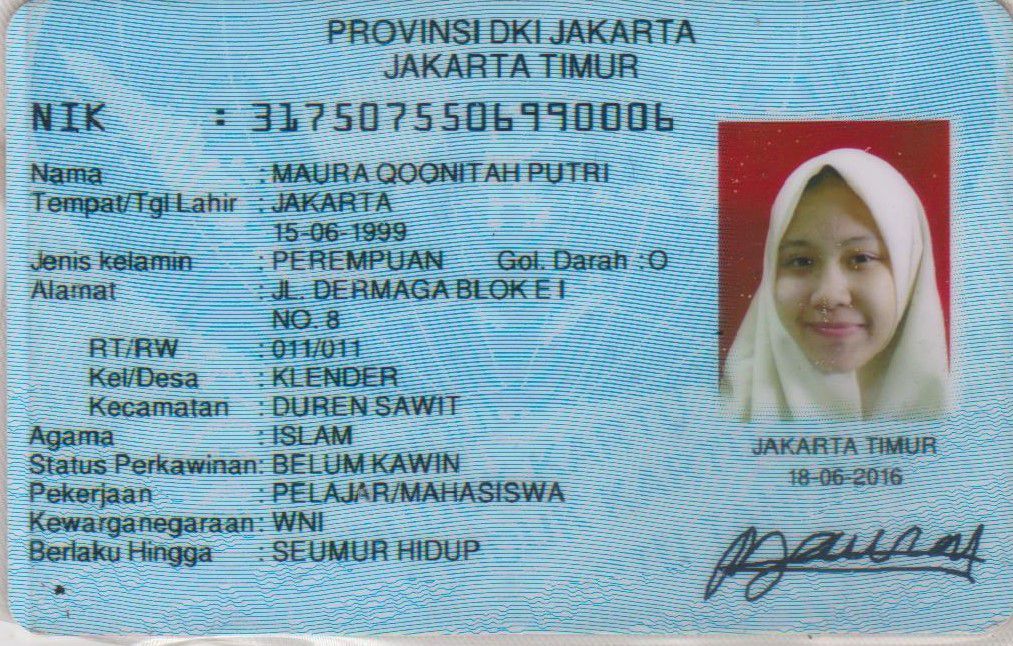 PROVINSI DKI JAKARTA
JAKARTA TIMUR
NIK : 3175075506990006
Nama : MAURA QOONITAH PUTRI
Tempat/Tgl Lahir : JAKARTA
15-06-1999
Jenis kelamin : PEREMPUAN Gol. Darah : O
Alamat : JL. DERMAGA BLOK E I
NO. 8
RT/RW : 011/011
Kel/Desa : KLENDER
Kecamatan : DUREN SAWIT
Agama : ISLAM
Status Perkawinan: BELUM KAWIN
Pekerjaan : PELAJAR/MAHASISWA
Kewarganegaraan: WNI
Berlaku Hingga : SEUMUR HIDUP
JAKARTA TIMUR
18-06-2016